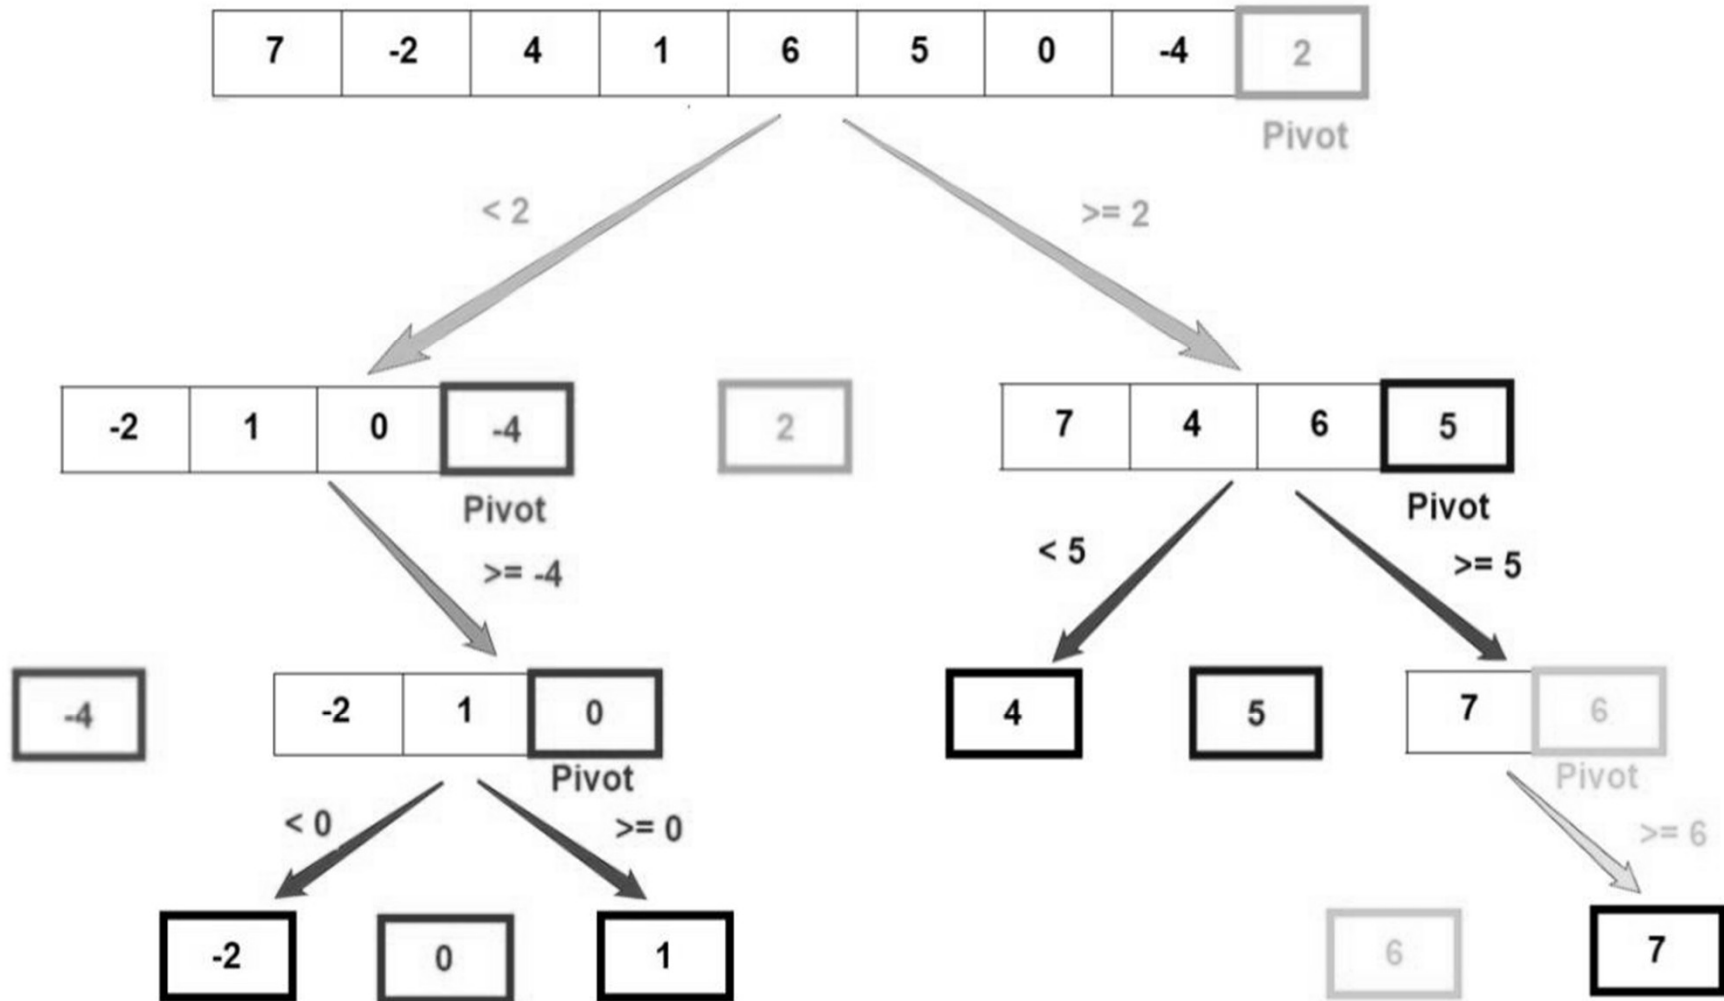 7 -2 4 1 6 5 0 -4 2
Pivot
< 2 >= 2
-2 1 0 -4 2 7 4 6 5
Pivot Pivot
>= -4 < 5 >= 5
-4 -2 1 0 4 5 7 6
Pivot Pivot
< 0 >= 0 >= 6
-2 0 1 6 7